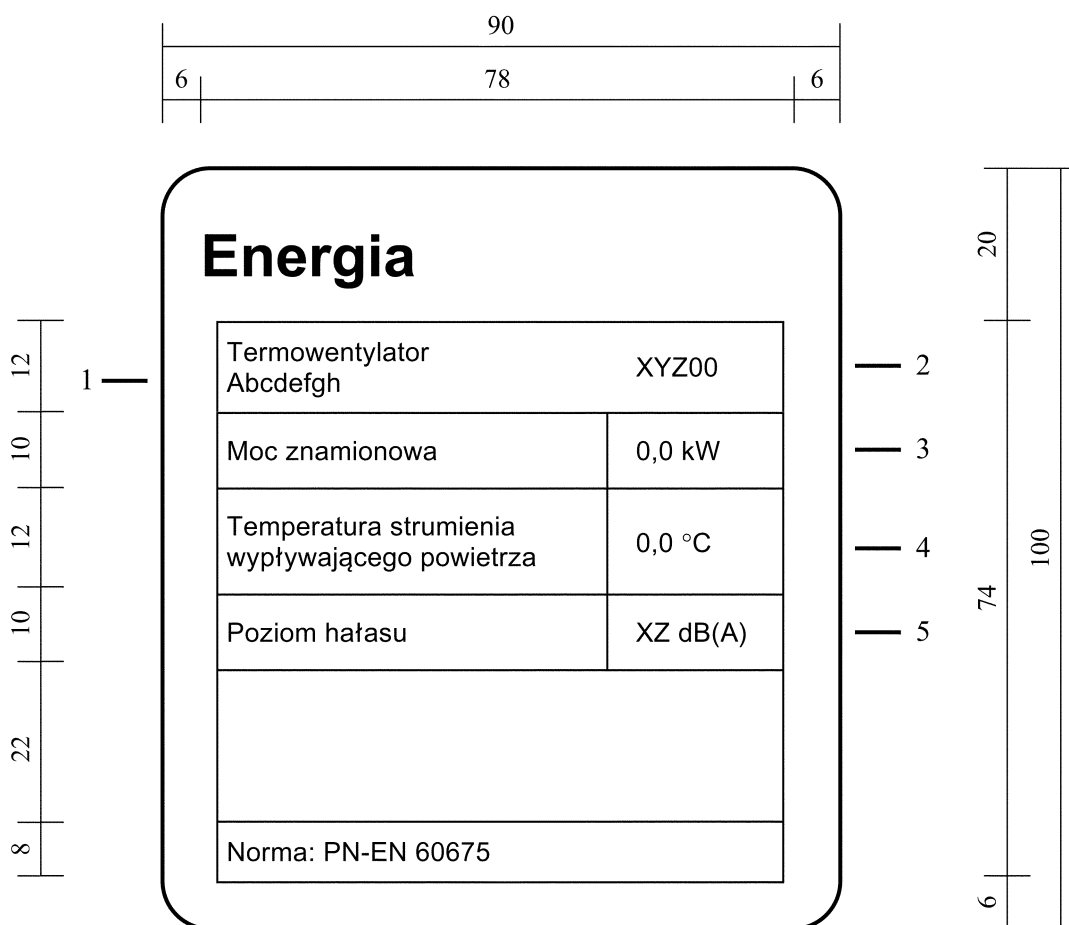 90
6 78 6
Energia
20
Termowentylator
Abcdefgh
XYZ00
12
1
2
Moc znamionowa
0,0 kW
10
3
Temperatura strumienia
wypływającego powietrza
0,0 °C
12
4
100
74
Poziom hałasu
XZ dB(A)
10
5
22
Norma: PN-EN 60675
8
6